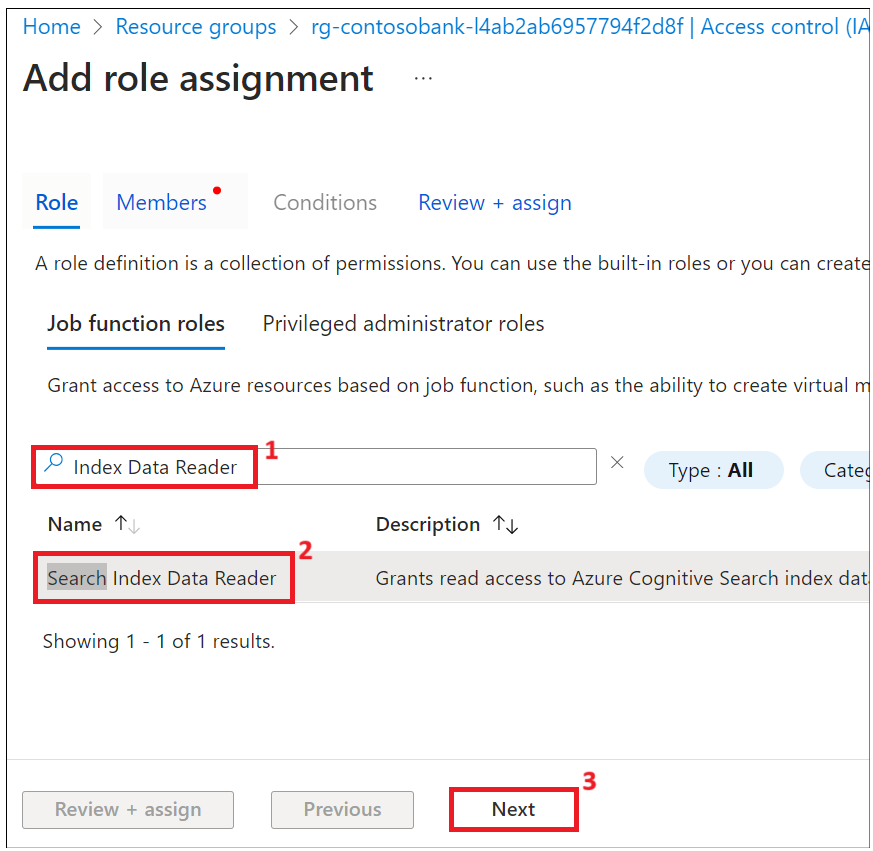 Home > Resource groups > rg-contosobank-l4ab2ab6957794f2d8f | Access control (IA
Add role assignment ...
Role Members Conditions Review + assign
A role definition is a collection of permissions. You can use the built-in roles or you can create
Job function roles Privileged administrator roles
Grant access to Azure resources based on job function, such as the ability to create virtual m
Index Data Reader 1 Type : All Categ
Name ↑↓ Description ↑↓
Search Index Data Reader 2 Grants read access to Azure Cognitive Search index data
Showing 1 - 1 of 1 results.
Review + assign Previous Next 3